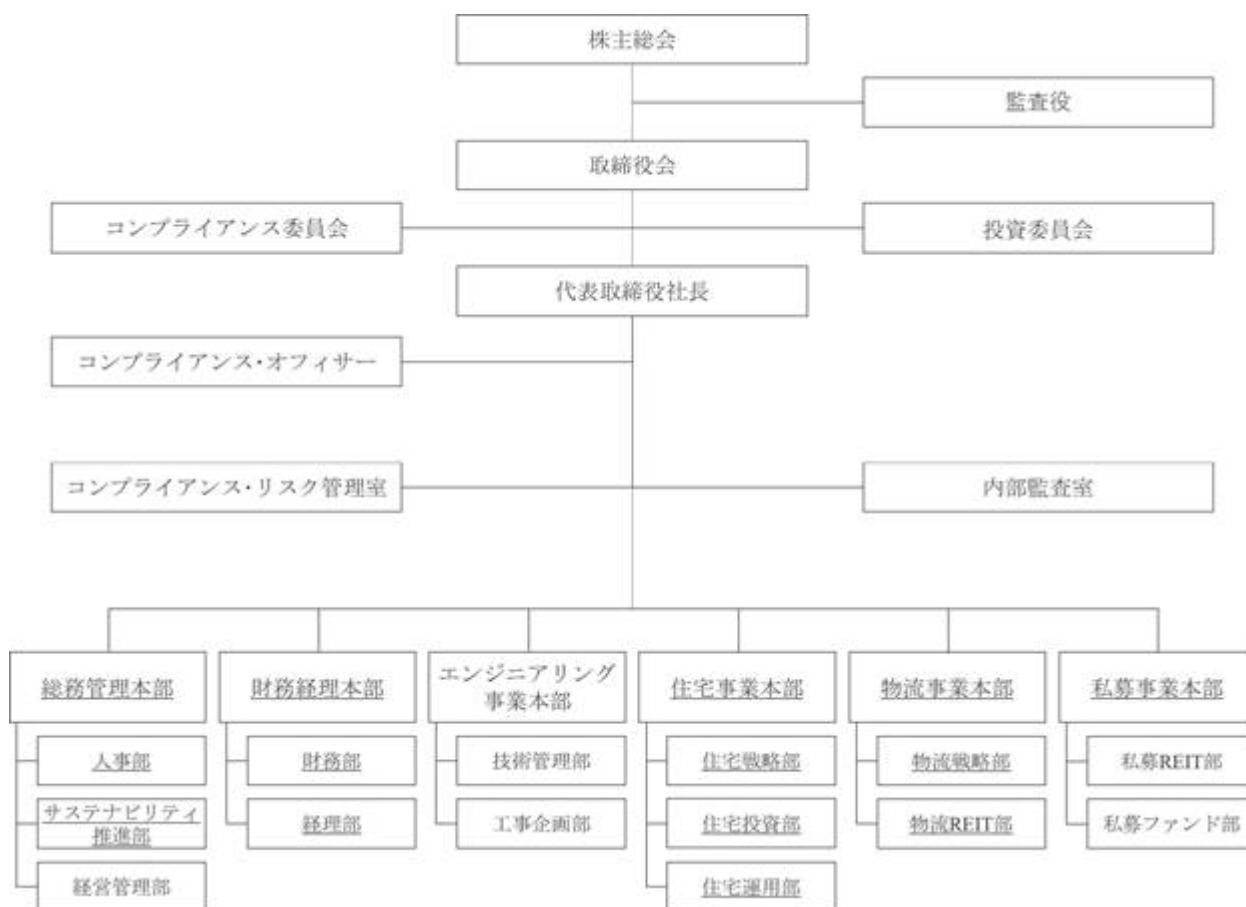 株主総会
監査役
取締役会
コンプライアンス委員会
投資委員会
代表取締役社長
コンプライアンス・オフィサー
コンプライアンス・リスク管理室
内部監査室
総務管理本部
財務経理本部
エンジニアリング
事業本部
住宅事業本部
物流事業本部
私募事業本部
人事部
財務部
技術管理部
住宅戦略部
物流戦略部
私募REIT部
サステナビリティ
推進部
経理部
工事企画部
住宅投資部
物流REIT部
私募ファンド部
経営管理部
住宅運用部